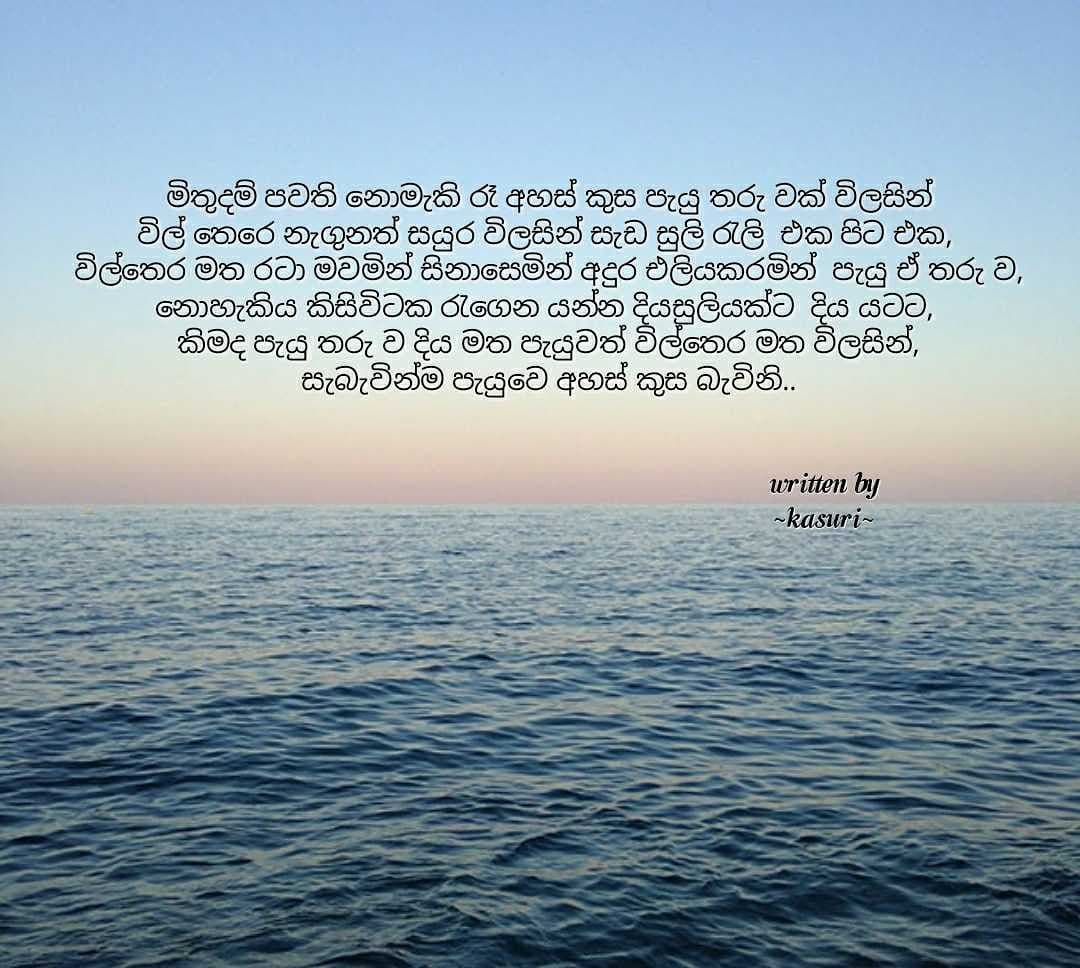 මිතුදම් පවති නොමැකි රෑ අහස් කුස පැයු තරු වක් විලසින්
විල් තෙරෙ නැගුනත් සයුර විලසින් සැඩ සුලි රැලි එක පිට එක,
විල්තෙර මත රටා මවමින් සිනාසෙමින් අදුර එලියකරමින් පැයු ඒ තරු ව,
නොහැකිය කිසිවිටක රැගෙන යන්න දියසුලියක්ට දිය යටට,
කිමද පැයු තරු ව දිය මත පැයුවත් විල්තෙර මත විලසින්,
සැබැවින්ම පැයුවෙ අහස් කුස බැවිනි..
written by
~kasuri~